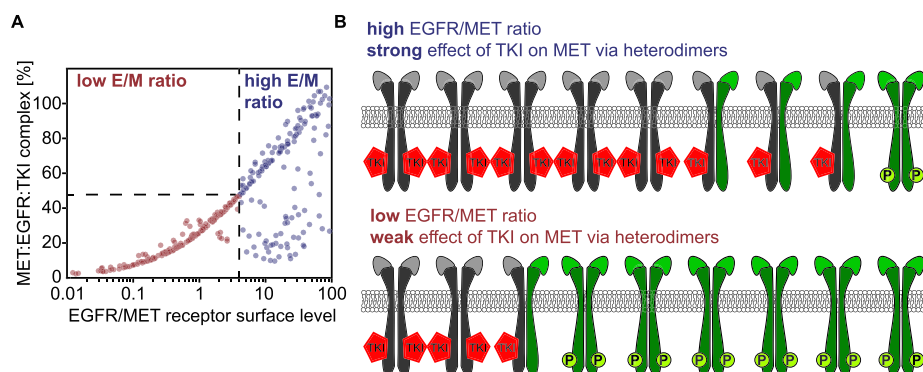 A
low E/M ratio
high E/M
ratio
MET:EGFR:TKI complex [%]
100
80
60
40
20
0
0.01
0.1
1
10
100
EGFR/MET receptor surface level
B
high EGFR/MET ratio
strong effect of TKI on MET via heterodimers
TKI TKI TKI TKI TKI TKI TKI TKI TKI TKI TKI TKI TKI P P
low EGFR/MET ratio
weak effect of TKI on MET via heterodimers
TKI TKI TKI TKI TKI P P P P P P P P P P P P